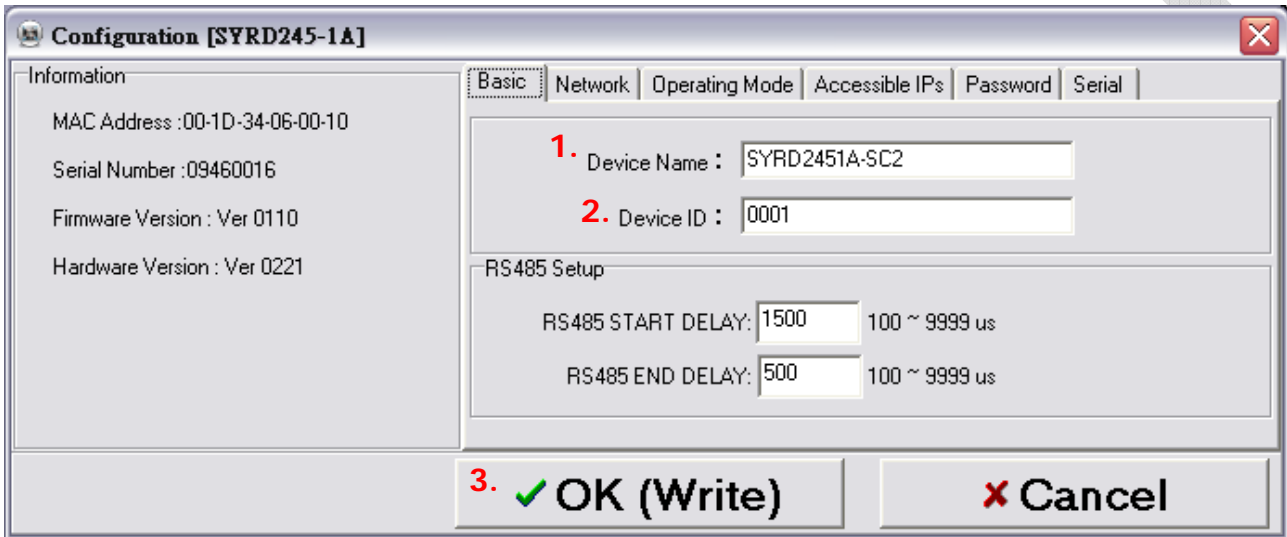 Configuration [SYRD245-1A]
Information
MAC Address :00-1D-34-06-00-10
Serial Number :09460016
Firmware Version : Ver 0110
Hardware Version : Ver 0221
Basic Network Operating Mode Accessible IPs Password Serial
1. Device Name : SYRD2451A-SC2
2. Device ID : 0001
RS485 Setup
RS485 START DELAY: 1500 100 ~ 9999 us
RS485 END DELAY: 500 100 ~ 9999 us
3. OK (Write) Cancel